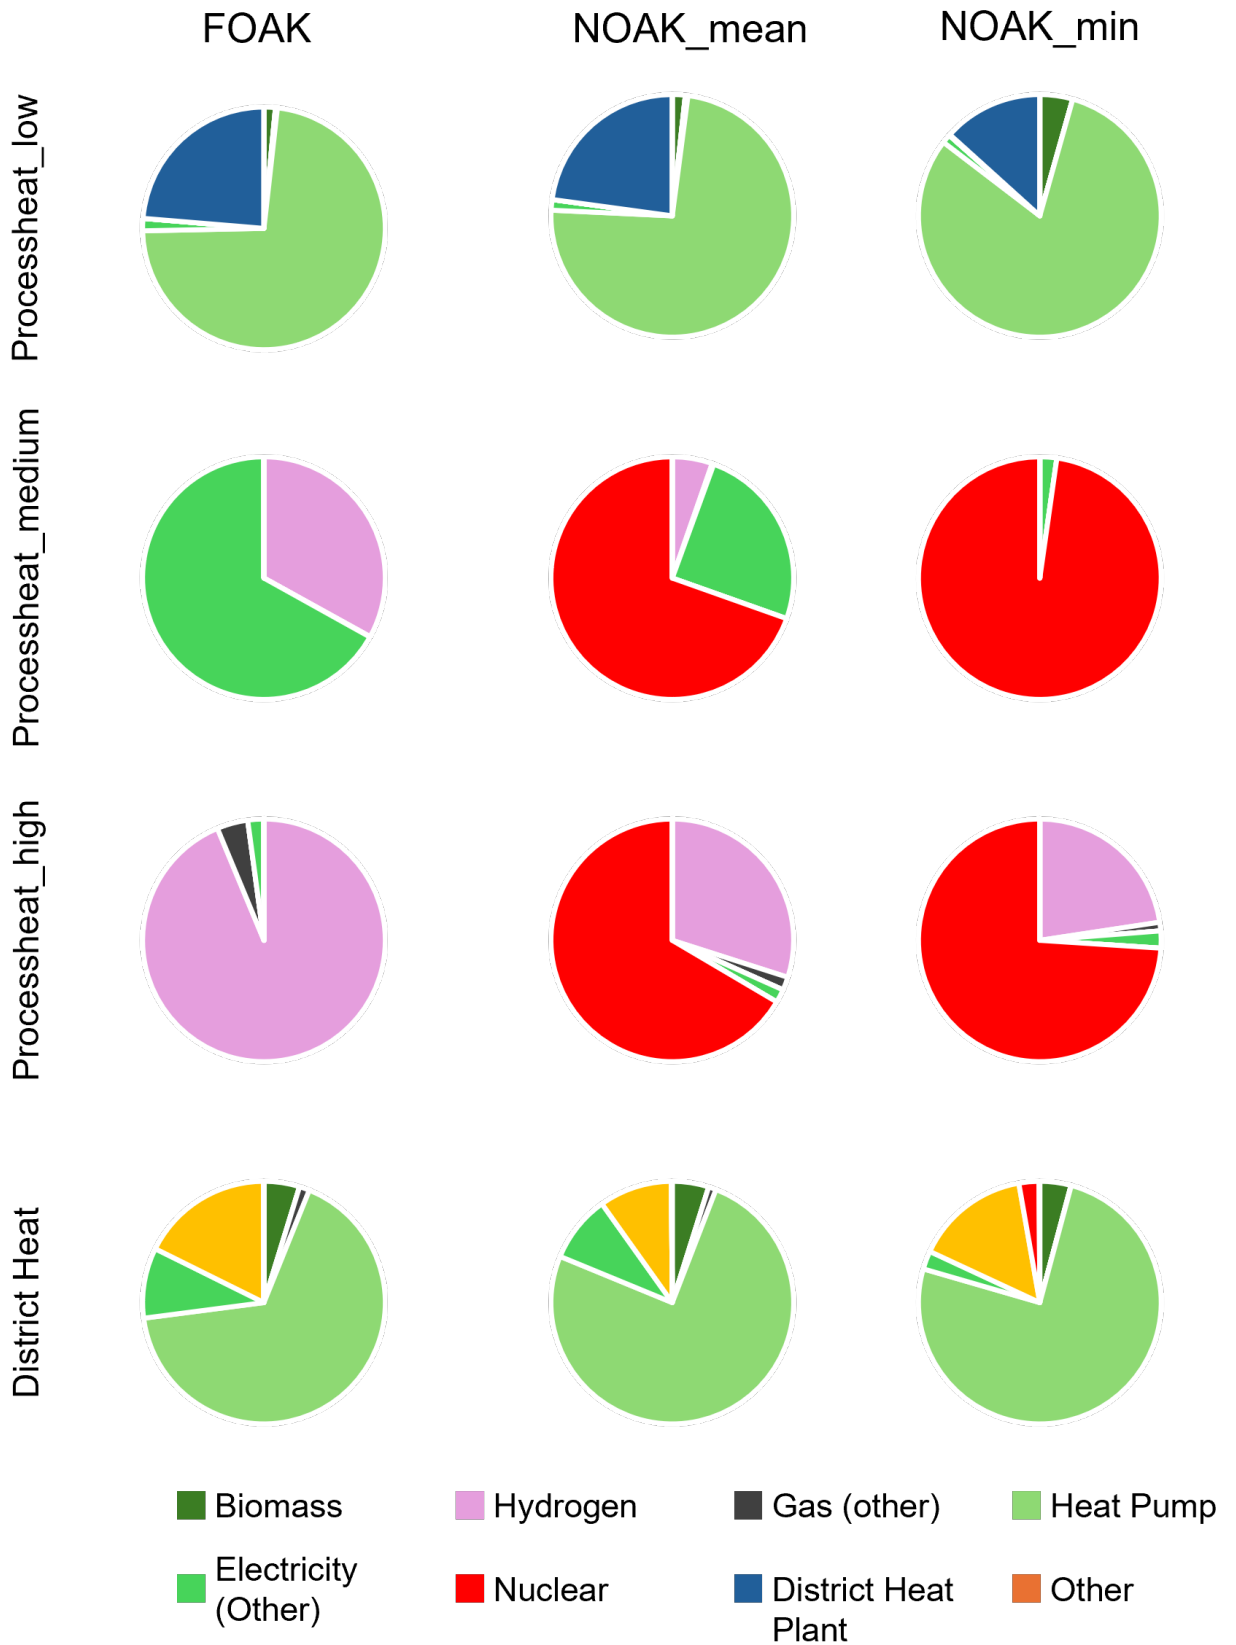 FOAK
NOAK_mean
NOAK_min
Processheat_low
Processheat_medium
Processheat_high
District Heat
Biomass
Hydrogen
Gas (other)
Heat Pump
Electricity
(Other)
Nuclear
District Heat
Plant
Other